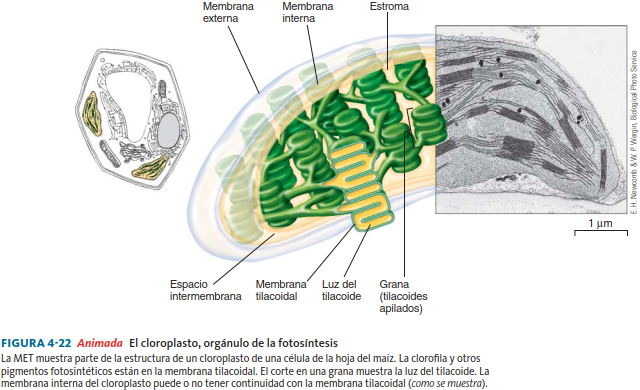 Membrana
externa
Membrana
interna
Estroma
E. H. Newcomb & W. P. Wergin, Biological Photo Service
1 μm
Espacio
intermembrana
Membrana
tilacoidal
Luz del
tilacoide
Grana
(tilacoides
apilados)
FIGURA 4-22 Animada El cloroplasto, orgánulo de la fotosíntesis
La MET muestra parte de la estructura de un cloroplasto de una célula de la hoja del maíz. La clorofila y otros
pigmentos fotosintéticos están en la membrana tilacoidal. El corte en una grana muestra la luz del tilacoide. La
membrana interna del cloroplasto puede o no tener continuidad con la membrana tilacoidal (como se muestra).